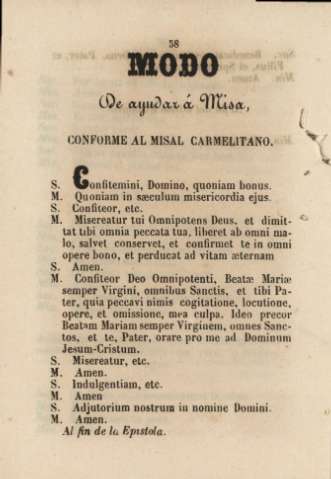 38
MODO
De ayudar á Misa,
CONFORME AL MISAL CARMELITANO.
S. Confitemini, Domino, quoniam bonus.
M. Quoniam in sæculum misericordia ejus.
S. Confiteor, etc.
M. Misereatur tui Omnipotens Deus, et dimit-
tat tibi omnia peccata tua, liberet ab omni ma-
lo, salvet conservet, et confirmet te in omni
opere bono, et perducat ad vitam æternam
S. Amen.
M. Confiteor Deo Omnipotenti, Beatæ Mariæ
semper Virgini, omnibus Sanctis, et tibi Pa-
ter, quia peccavi nimis cogitatione, locutione,
opere, et omissione, mea culpa. Ideo precor
Beatam Mariam semper Virginem, omnes Sanc-
tos, et te, Pater, orare pro me ad Dominum
Jesum-Cristum.
S. Misereatur, etc.
M. Amen.
S. Indulgentiam, etc.
M. Amen
S. Adjutorium nostrum in nomine Domini.
M. Amen.
Al fin de la Epistola.